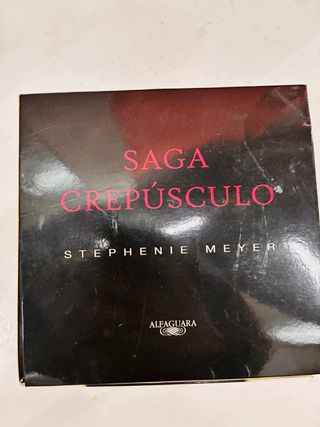 SAGA
CREPÚSCULO
STEPHENIE MEYER
ALFAGUARA